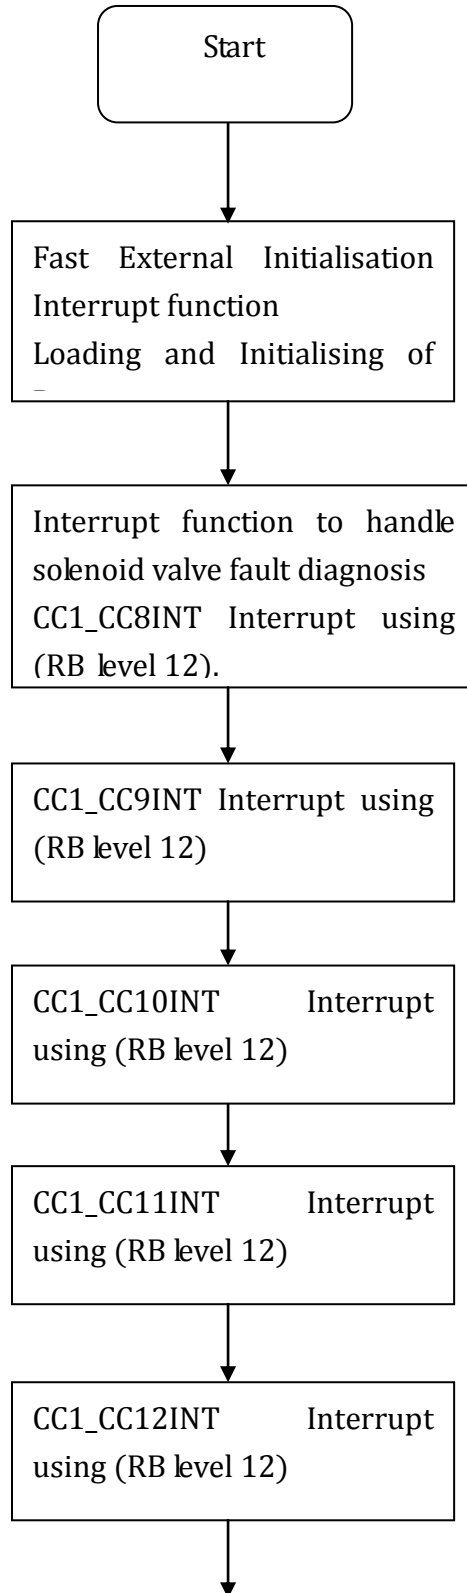 Start
Fast External Initialisation
Interrupt function
Loading and Initialising of
Interrupt function to handle
solenoid valve fault diagnosis
CC1_CC8INT Interrupt using
(RB level 12).
CC1_CC9INT Interrupt using
(RB level 12)
CC1_CC10INT Interrupt
using (RB level 12)
CC1_CC11INT Interrupt
using (RB level 12)
CC1_CC12INT Interrupt
using (RB level 12)